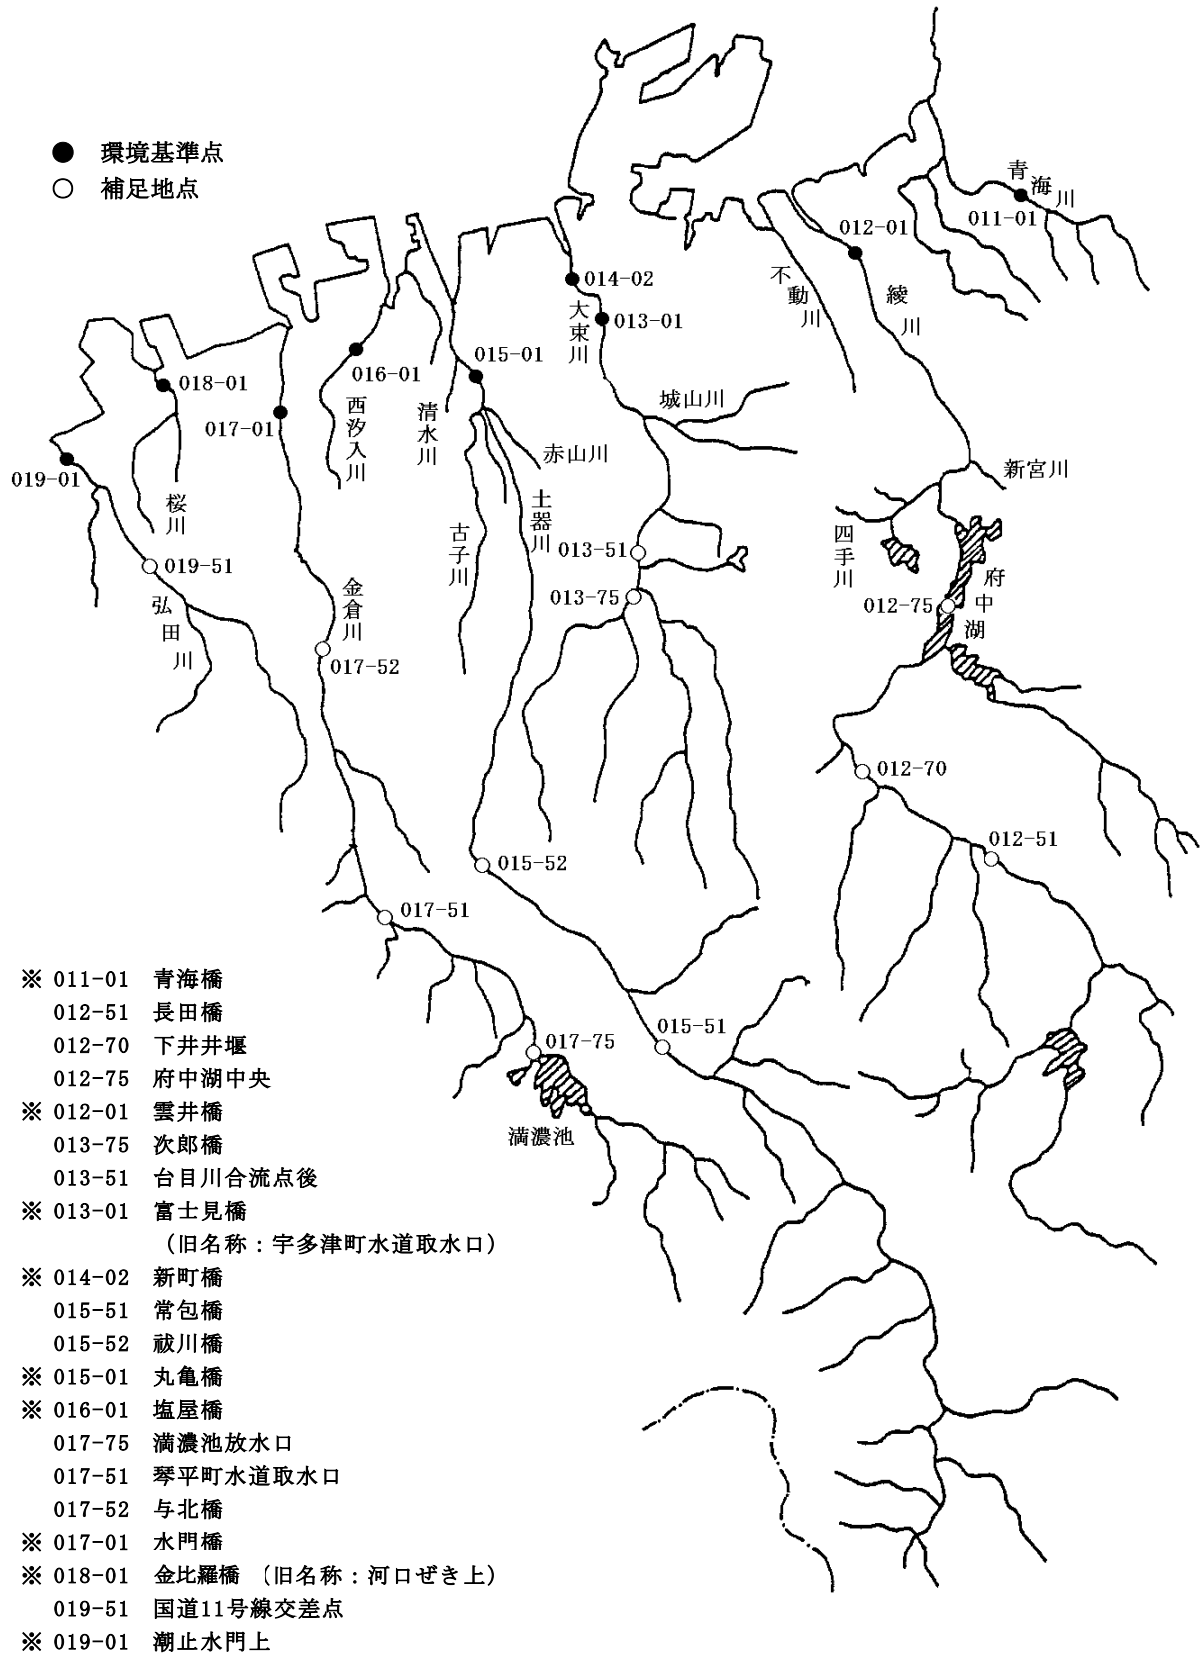 環境基準点
補足地点
青海川
011-01
012-01
綾川
不動川
014-02
大束川
013-01
015-01
016-01
西汐入川
清水川
018-01
017-01
019-01
桜川
019-51
弘田川
金倉川
017-52
城山川
赤山川
土器川
古子川
013-51
013-75
新宮川
四手川
府中湖
012-75
012-70
012-51
015-52
017-51
015-51
017-75
満濃池
※ 011-01 青海橋
012-51 長田橋
012-70 下井井堰
012-75 府中湖中央
※ 012-01 雲井橋
013-75 次郎橋
013-51 台目川合流点後
※ 013-01 富士見橋
（旧名称：宇多津町水道取水口）
※ 014-02 新町橋
015-51 常包橋
015-52 祓川橋
※ 015-01 丸亀橋
※ 016-01 塩屋橋
017-75 満濃池放水口
017-51 琴平町水道取水口
017-52 与北橋
※ 017-01 水門橋
※ 018-01 金比羅橋 （旧名称：河口ぜき上）
019-51 国道11号線交差点
※ 019-01 潮止水門上